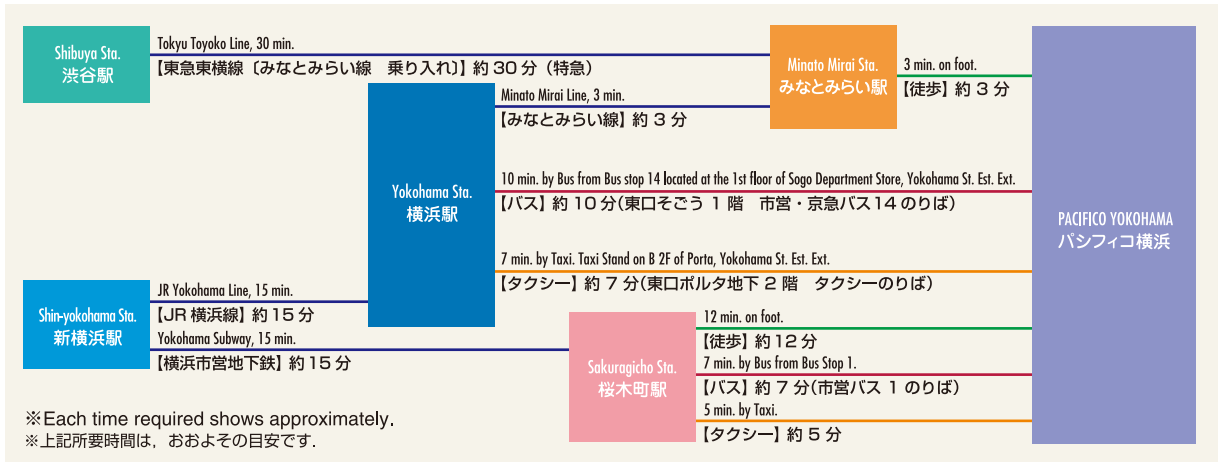 Shibuya Sta.
渋谷駅
Tokyu Toyoko Line, 30 min.
【東急東横線〔みなとみらい線　乗り入れ〕】約30分（特急）
Minato Mirai Sta.
みなとみらい駅
3 min. on foot.
【徒歩】約 3 分
Minato Mirai Line, 3 min.
【みなとみらい線】約 3 分
Yokohama Sta.
横浜駅
10 min. by Bus from Bus stop 14 located at the 1st floor of Sogo Department Store, Yokohama St. Est. Ext.
【バス】約 10 分（東口そごう 1 階　市営・京急バス14のりば）
7 min. by Taxi. Taxi Stand on B 2F of Porta, Yokohama St. Est. Ext.
【タクシー】約 7 分（東口ポルタ地下 2 階　タクシーのりば）
PACIFICO YOKOHAMA
パシフィコ横浜
Shin-yokohama Sta.
新横浜駅
JR Yokohama Line, 15 min.
【JR 横浜線】約15分
Yokohama Subway, 15 min.
【横浜市営地下鉄】約15分
Sakuragicho Sta.
桜木町駅
12 min. on foot.
【徒歩】約12分
7 min. by Bus from Bus Stop 1.
【バス】約 7 分（市営バス 1 のりば）
5 min. by Taxi.
【タクシー】約 5 分
※Each time required shows approximately.
※上記所要時間は，おおよその目安です．